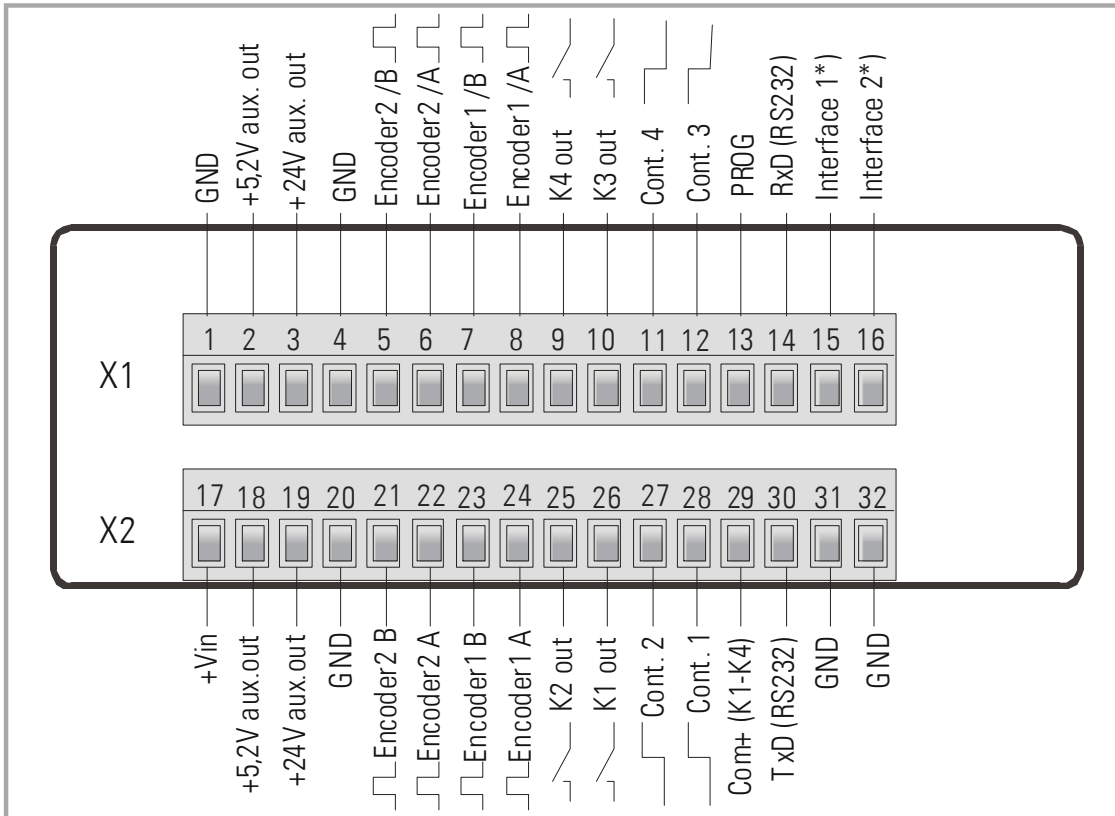 GND
+5,2V aux. out
+24V aux. out
GND
Encoder2 /B
Encoder2 /A
Encoder1 /B
Encoder1 /A
K4 out
K3 out
Cont. 4
Cont. 3
PROG
RxD (RS232)
Interface 1*)
Interface 2*)
1 2 3 4 5 6 7 8 9 10 11 12 13 14 15 16
X1
17 18 19 20 21 22 23 24 25 26 27 28 29 30 31 32
X2
+Vin
+5,2V aux.out
+24V aux.out
GND
Encoder2 B
Encoder2 A
Encoder1 B
Encoder1 A
K2 out
K1 out
Cont. 2
Cont. 1
Com+ (K1-K4)
TxD (RS232)
GND
GND